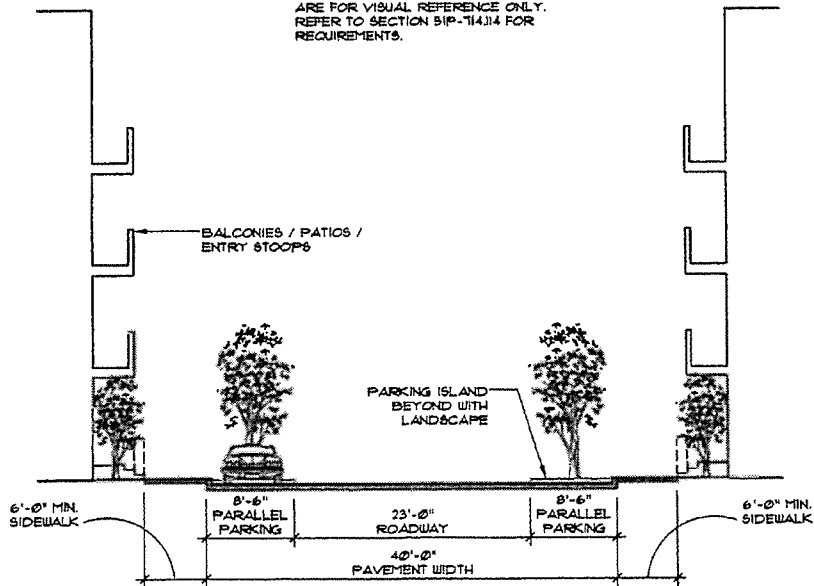 ARE FOR VISUAL REFERENCE ONLY.
REFER TO SECTION 51P-714.114 FOR
REQUIREMENTS.
BALCONIES / PATIOS /
ENTRY STOOPS
PARKING ISLAND
BEYOND WITH
LANDSCAPE
6'-0" MIN.
SIDEWALK
8'-6"
PARALLEL
PARKING
23'-0"
ROADWAY
8'-6"
PARALLEL
PARKING
6'-0" MIN.
SIDEWALK
40'-0"
PAVEMENT WIDTH